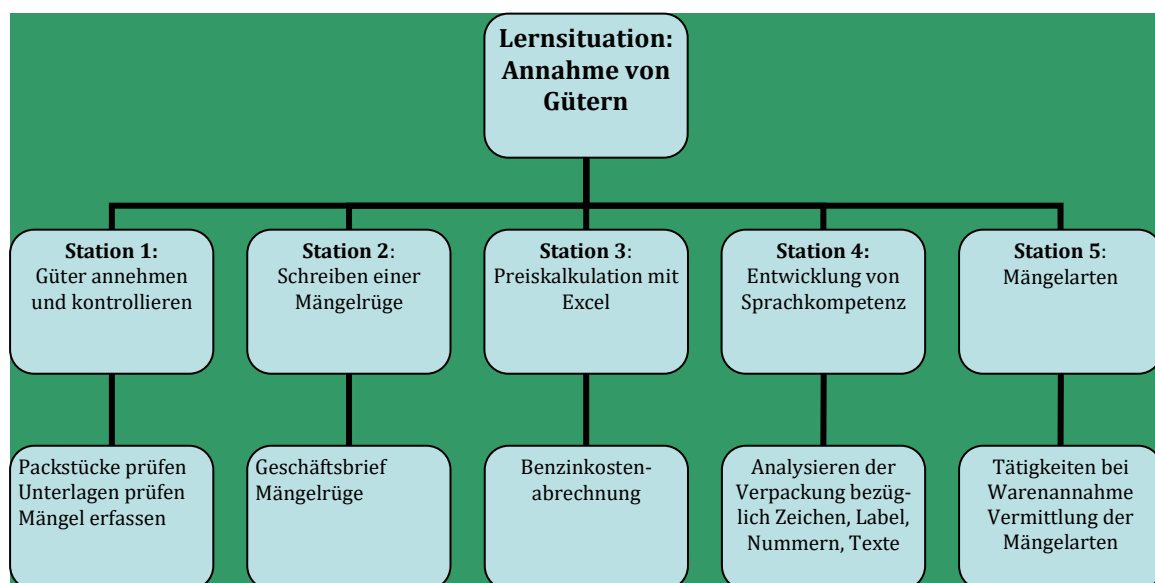 Lernsituation:
Annahme von
Gütern
Station 1:
Güter annehmen
und kontrollieren
Station 2:
Schreiben einer
Mängelrüge
Station 3:
Preiskalkulation mit
Excel
Station 4:
Entwicklung von
Sprachkompetenz
Station 5:
Mängelarten
Packstücke prüfen
Unterlagen prüfen
Mängel erfassen
Geschäftsbrief
Mängelrüge
Benzinkosten-
abrechnung
Analysieren der
Verpackung bezüg-
lich Zeichen, Label,
Nummern, Texte
Tätigkeiten bei
Warenannahme
Vermittlung der
Mängelarten